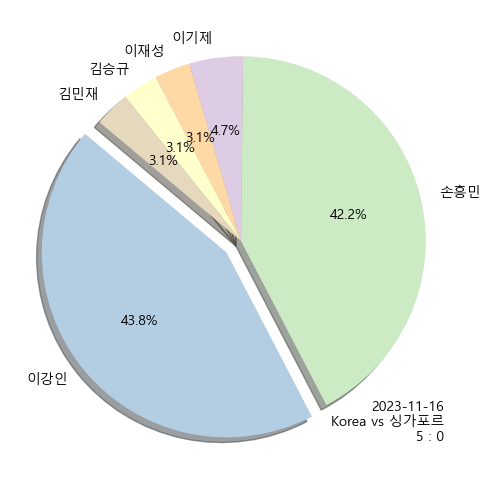 이기제
이재성
김승규
김민재
4.7%
3.1%
3.1%
3.1%
손흥민
42.2%
43.8%
이강인
2023-11-16
Korea vs 싱가포르
5 : 0